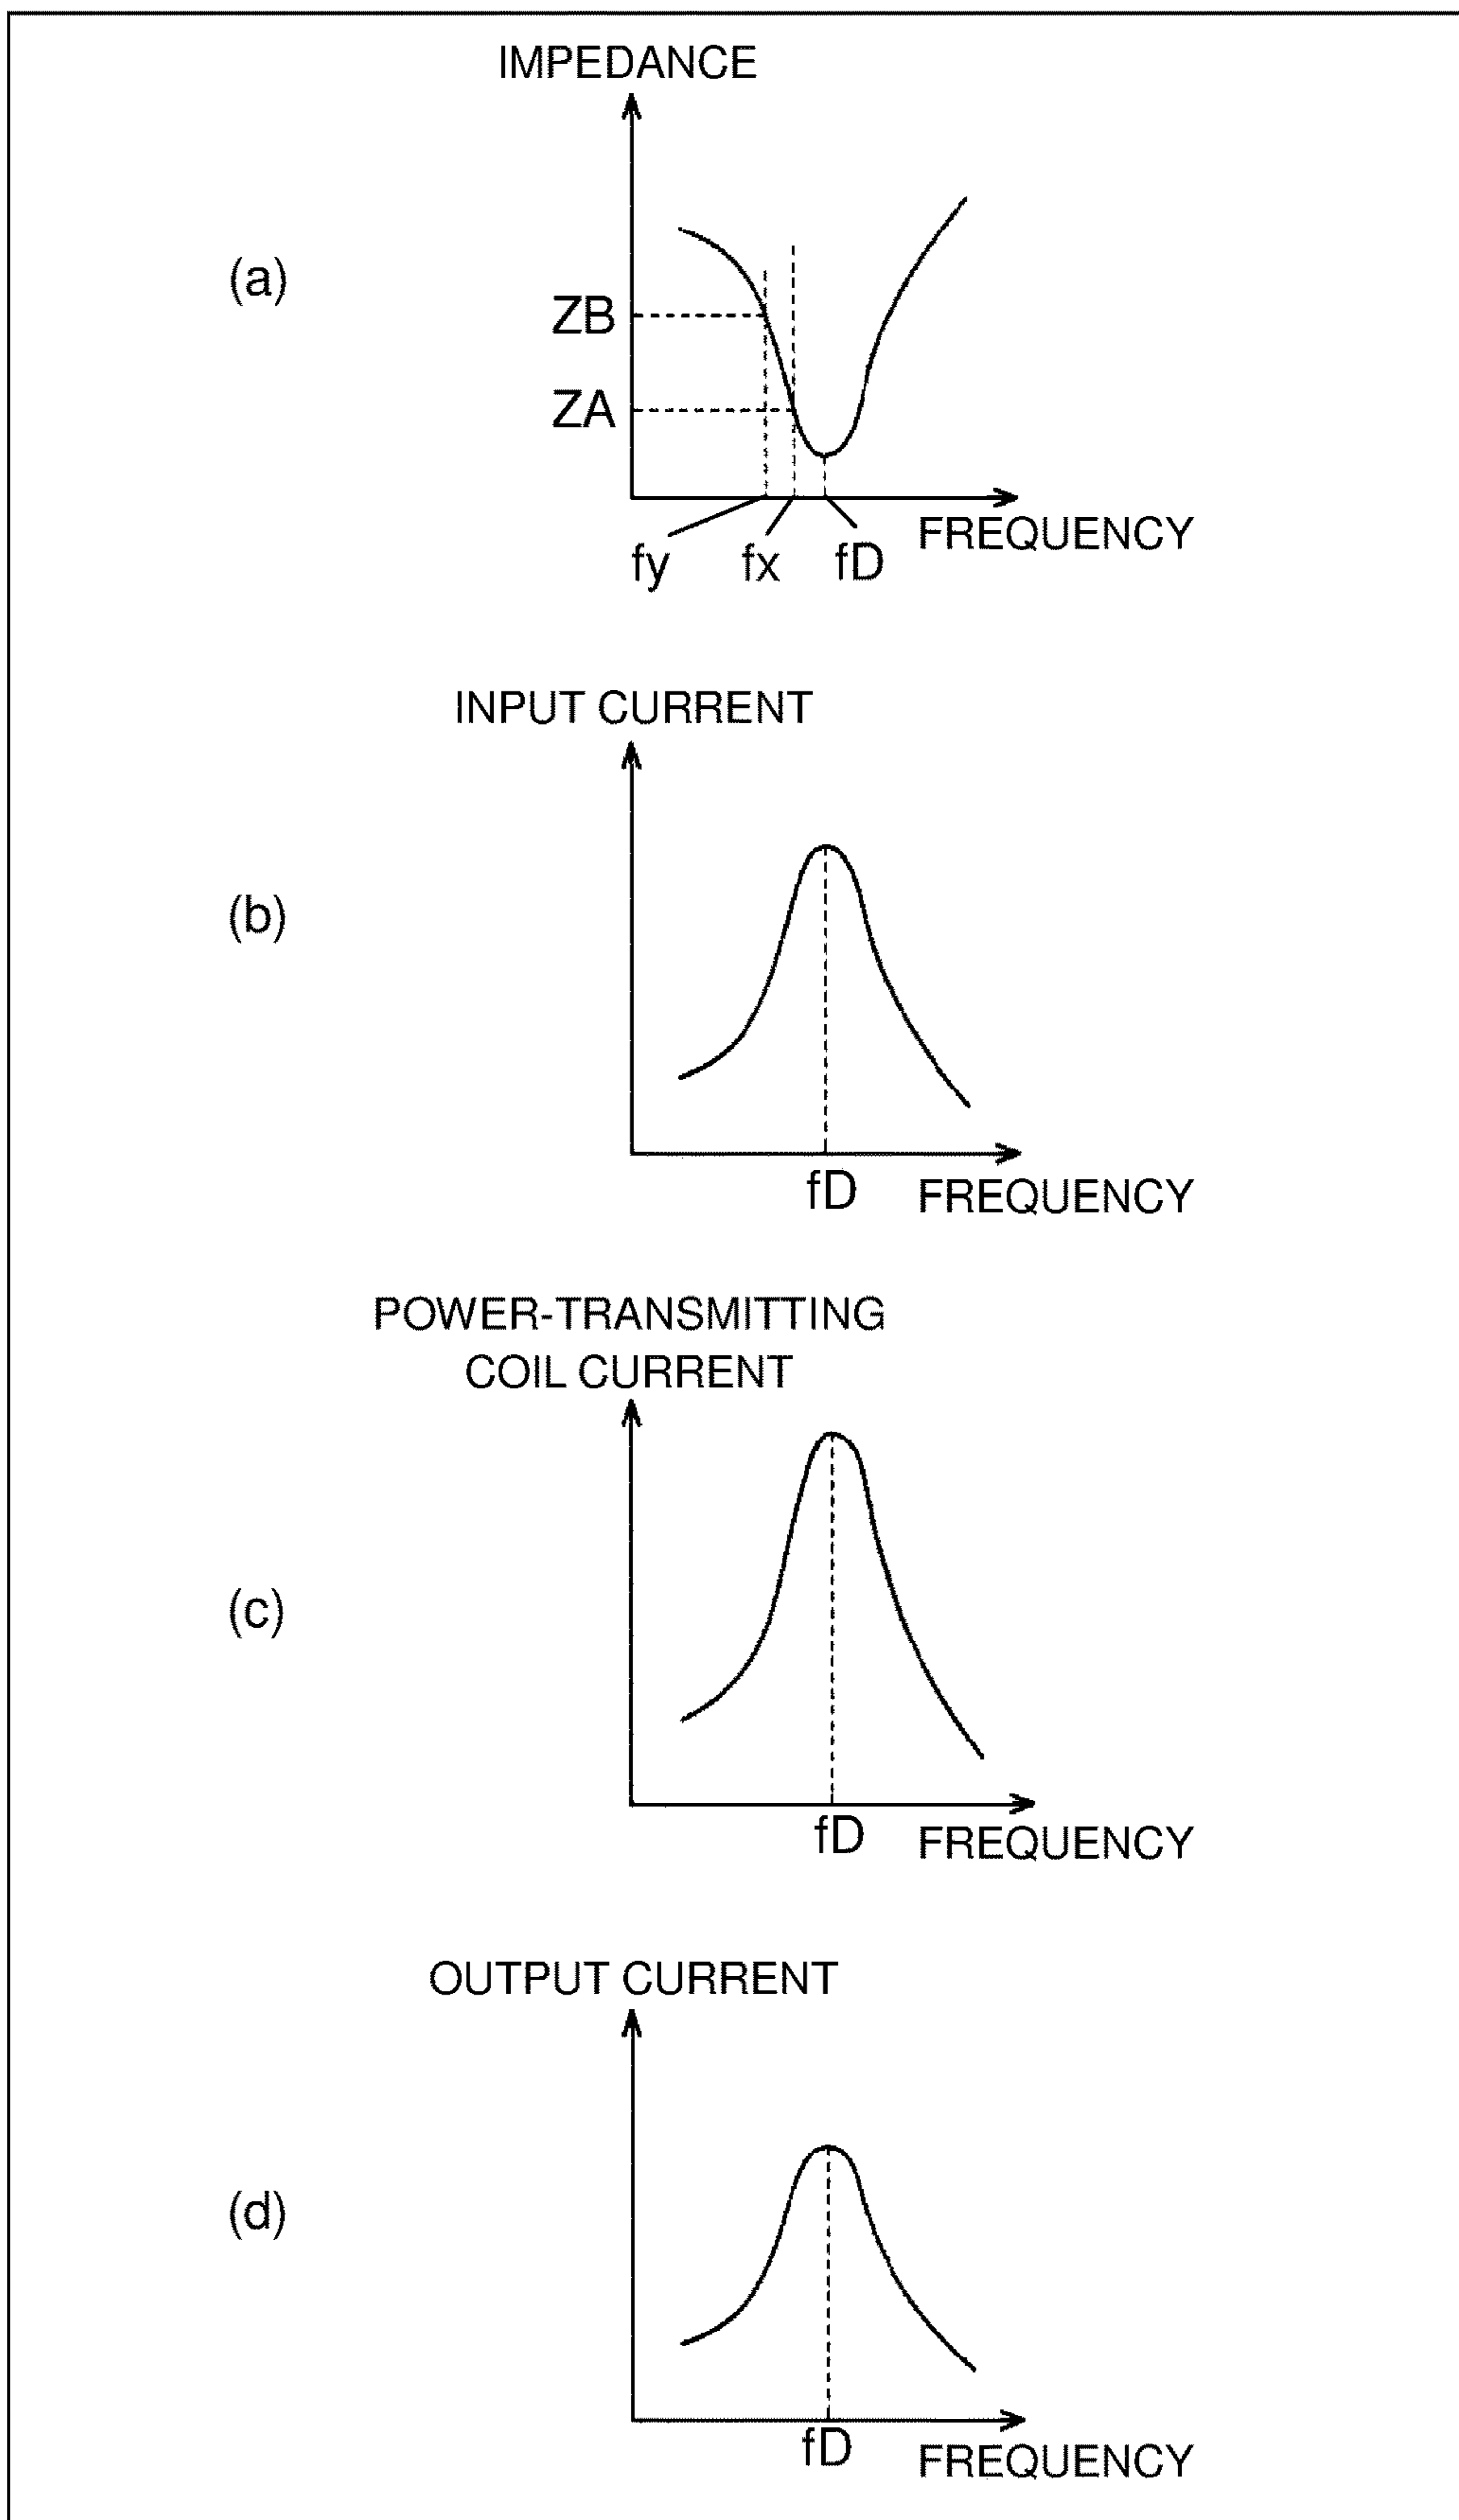 IMPEDANCE
(a)
ZB
ZA
fy fx fD FREQUENCY
INPUT CURRENT
(b)
fD FREQUENCY
POWER-TRANSMITTING
COIL CURRENT
(c)
fD FREQUENCY
OUTPUT CURRENT
(d)
fD FREQUENCY